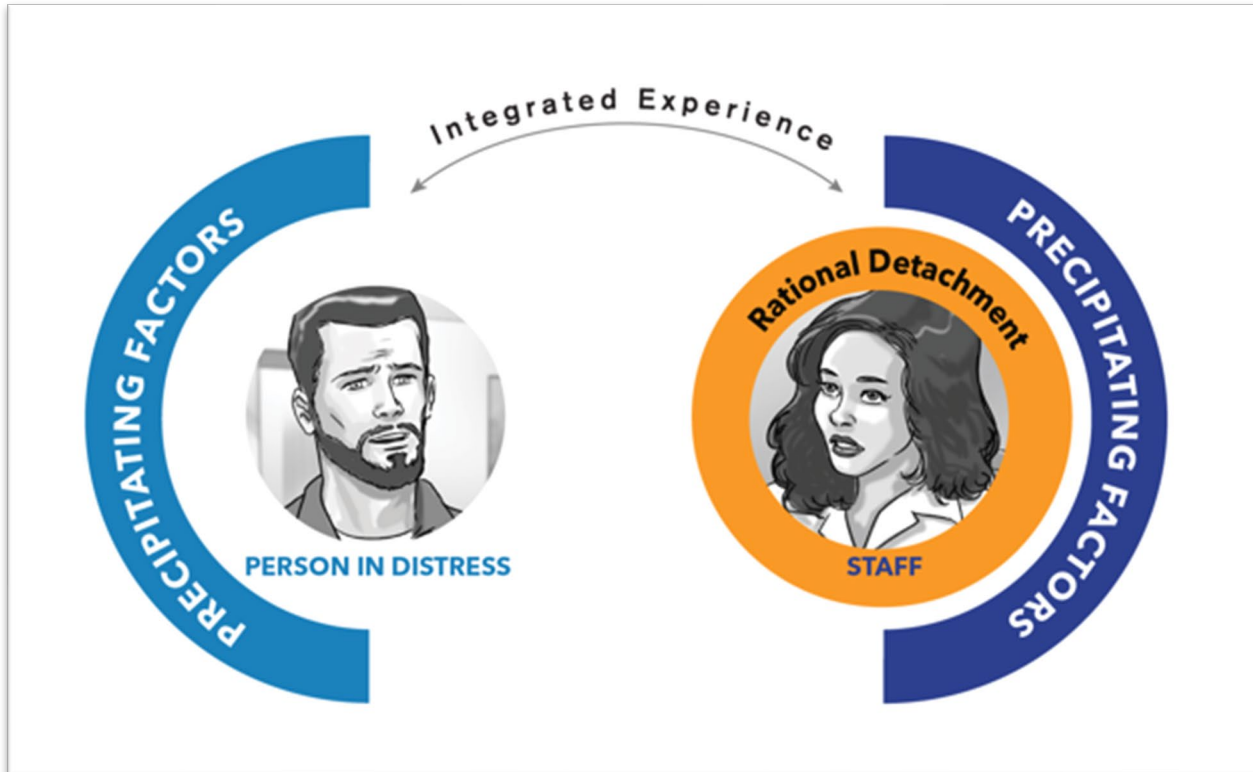 Integrated Experience
PRECIPITATING FACTORS
PERSON IN DISTRESS
Rational Detachment
STAFF
PRECIPITATING FACTORS